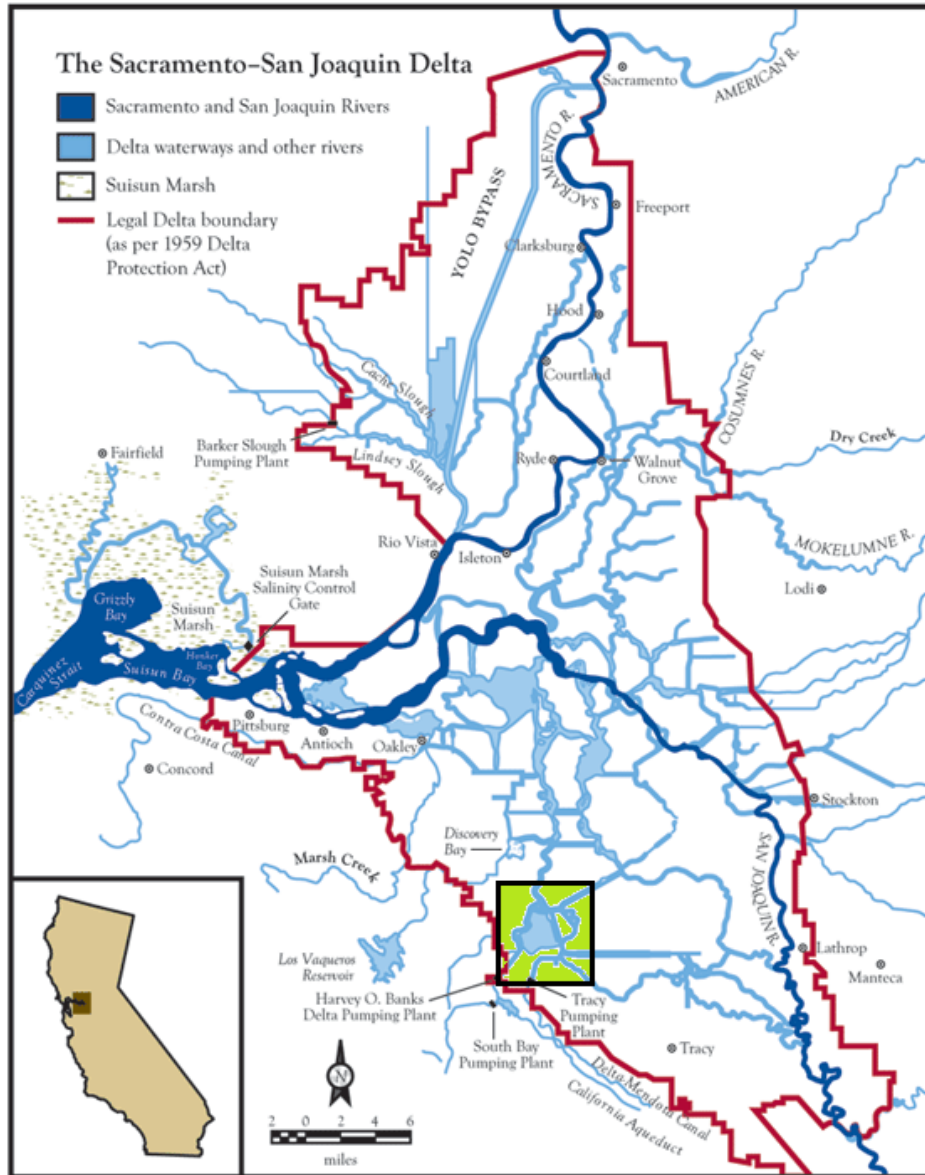 The Sacramento–San Joaquin Delta
Sacramento and San Joaquin Rivers
Delta waterways and other rivers
Suisun Marsh
Legal Delta boundary
(as per 1959 Delta
Protection Act)
Sacramento
AMERICAN R.
SACRAMENTO R.
YOLO BYPASS
Freeport
Clarksburg
Hood
Courtland
COSUMNES R.
Cache Slough
Barker Slough
Pumping Plant
Lindsey Slough
Fairfield
Ryde
Walnut
Grove
Dry Creek
Rio Vista
Isleton
MOKELUMNE R.
Lodi
Suisun Marsh
Salinity Control
Gate
Grizzly
Bay
Suisun
Marsh
Honker
Bay
Suisun Bay
Carquinez
Strait
Pittsburg
Antioch
Oakley
Contra Costa
Canal
Concord
Stockton
Discovery
Bay
Marsh Creek
SAN JOAQUIN R.
Los Vaqueros
Reservoir
Lathrop
Manteca
Harvey O. Banks
Delta Pumping Plant
Tracy
Pumping
Plant
South Bay
Pumping Plant
Tracy
Delta-Mendota Canal
California Aqueduct
N
2 0 2 4 6
miles